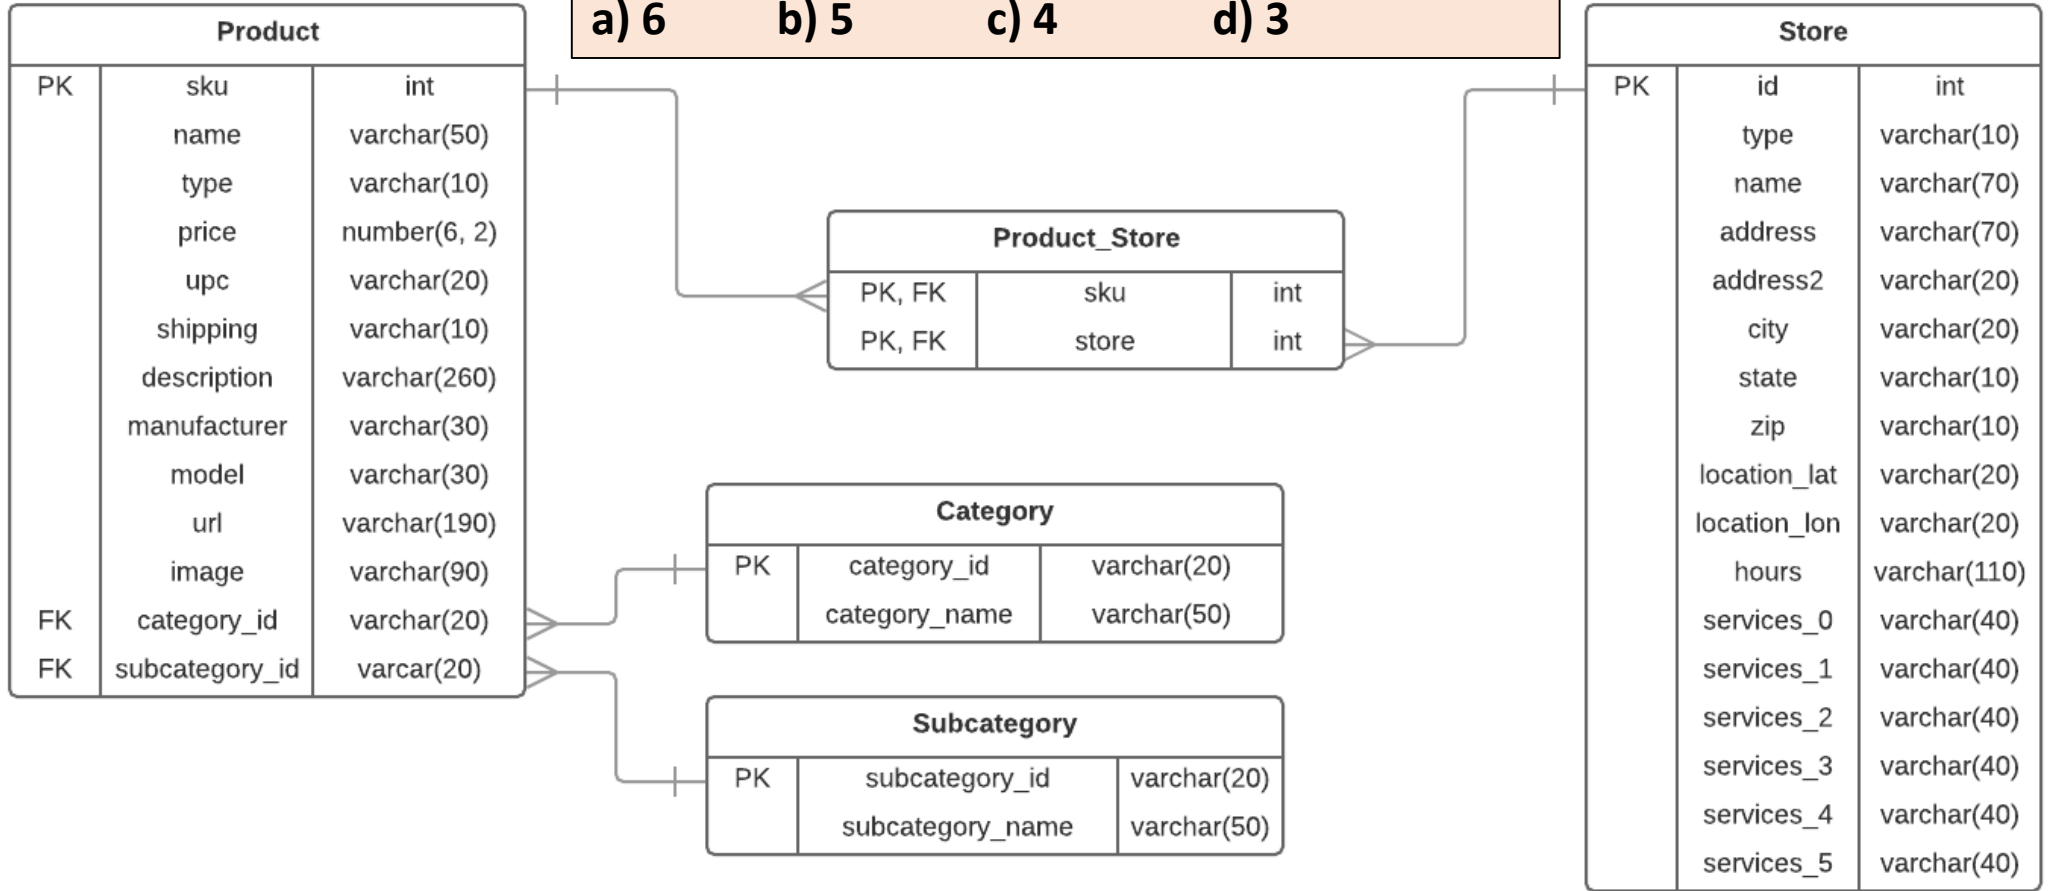 a) 6 b) 5 c) 4 d) 3
Product
PK sku int
name varchar(50)
type varchar(10)
price number(6, 2)
upc varchar(20)
shipping varchar(10)
description varchar(260)
manufacturer varchar(30)
model varchar(30)
url varchar(190)
image varchar(90)
FK category_id varchar(20)
FK subcategory_id varcar(20)
Product_Store
PK, FK sku int
PK, FK store int
Category
PK category_id varchar(20)
category_name varchar(50)
Subcategory
PK subcategory_id varchar(20)
subcategory_name varchar(50)
Store
PK id int
type varchar(10)
name varchar(70)
address varchar(70)
address2 varchar(20)
city varchar(20)
state varchar(10)
zip varchar(10)
location_lat varchar(20)
location_lon varchar(20)
hours varchar(110)
services_0 varchar(40)
services_1 varchar(40)
services_2 varchar(40)
services_3 varchar(40)
services_4 varchar(40)
services_5 varchar(40)